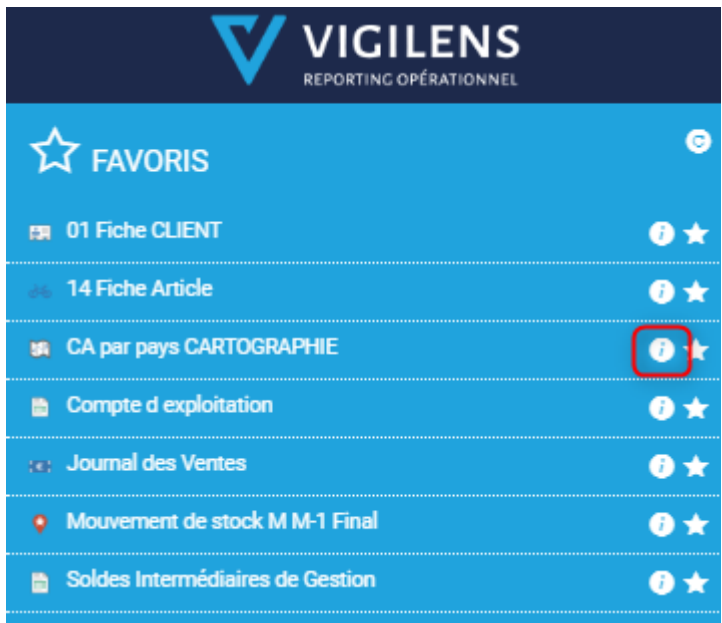 VIGILENS
REPORTING OPÉRATIONNEL
FAVORIS
01 Fiche CLIENT
14 Fiche Article
CA par pays CARTOGRAPHIE
Compte d exploitation
Journal des Ventes
Mouvement de stock M M-1 Final
Soldes Intermédiaires de Gestion